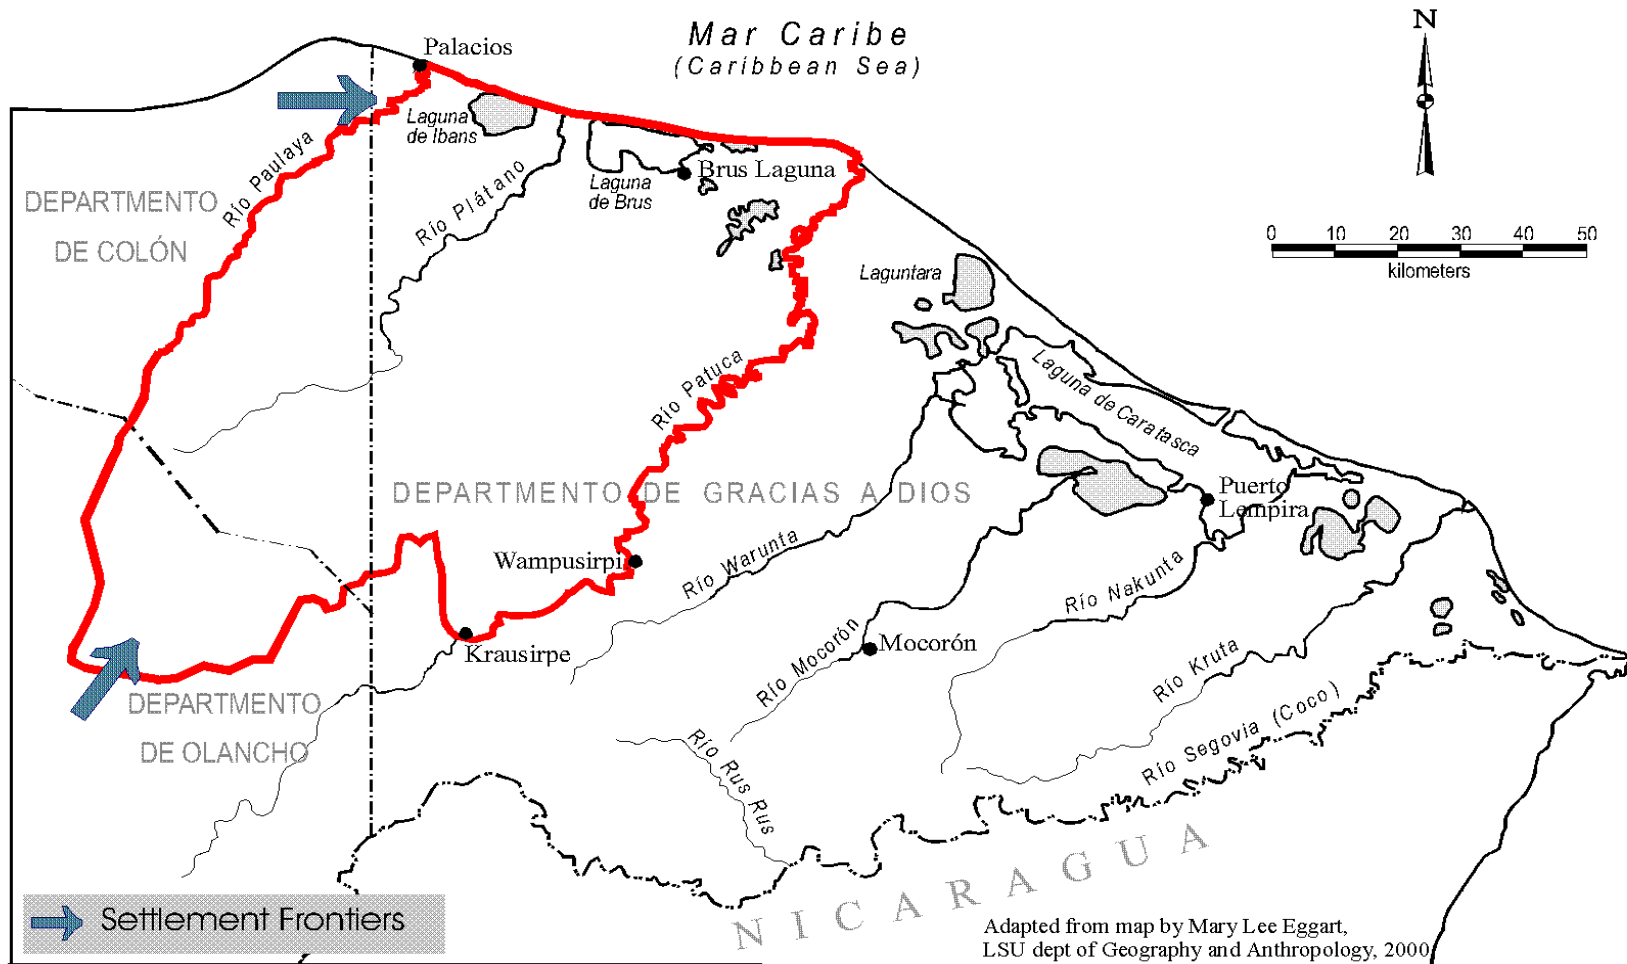 Mar Caribe
(Caribbean Sea)
N
Palacios
Laguna
de Ibans
Río Paulaya
Brus Laguna
Laguna
de Brus
Río Plátano
DEPARTMENTO
DE COLÓN
0 10 20 30 40 50
kilometers
Laguntara
Río Patuca
Laguna de Caratasca
DEPARTMENTO DE GRACIAS A DIOS
Puerto
Lempira
Wampusirpi
Río Warunta
Río Nakunta
Krausirpe
Mocorón
Río Mocorón
Río Kruta
DEPARTMENTO
DE OLANCHO
Río Rus Rus
Río Segovia (Coco)
NICARAGUA
Settlement Frontiers
Adapted from map by Mary Lee Eggart,
LSU dept of Geography and Anthropology, 2000